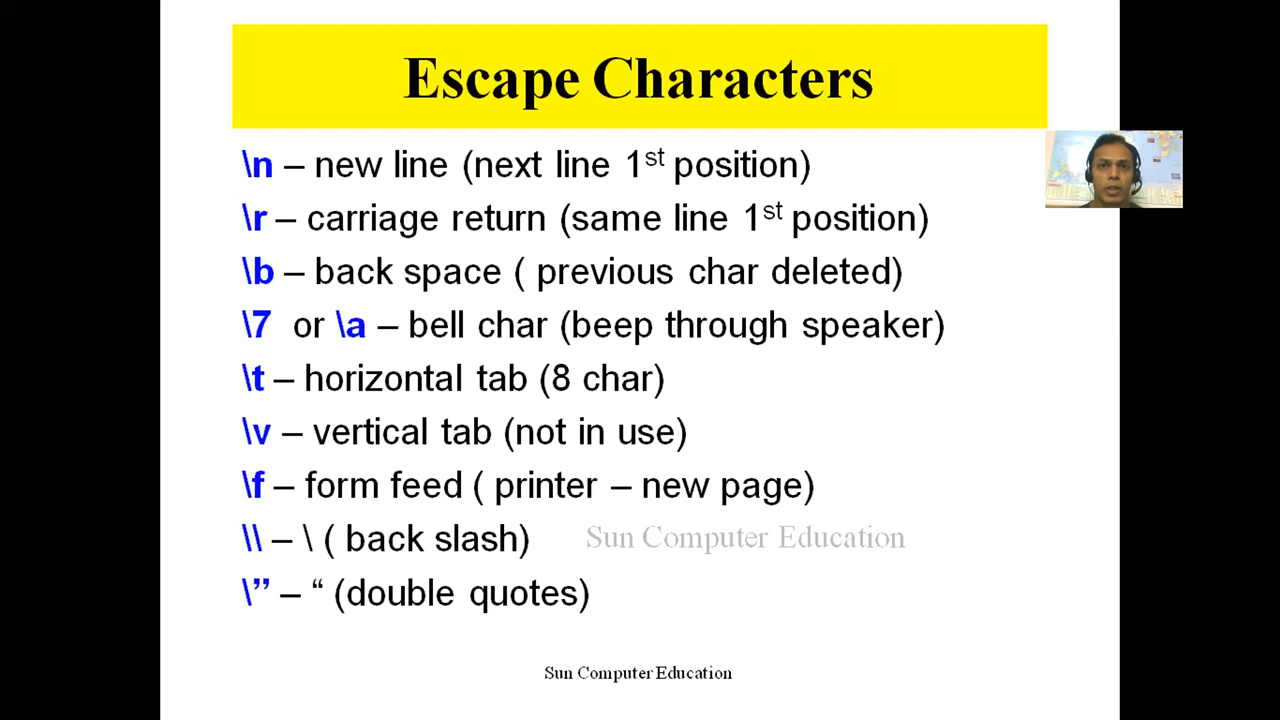 Escape Characters
\n – new line (next line 1st position)
\r – carriage return (same line 1st position)
\b – back space ( previous char deleted)
\7 or \a – bell char (beep through speaker)
\t – horizontal tab (8 char)
\v – vertical tab (not in use)
\f – form feed ( printer – new page)
\\ – \ ( back slash)
Sun Computer Education
\” – “ (double quotes)
Sun Computer Education